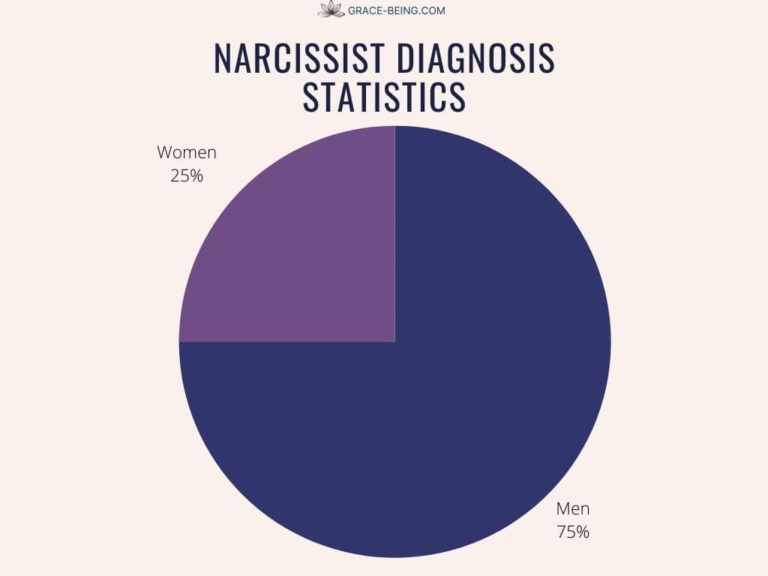 GRACE-BEING.COM
NARCISSIST DIAGNOSIS
STATISTICS
Women
25%
Men
75%